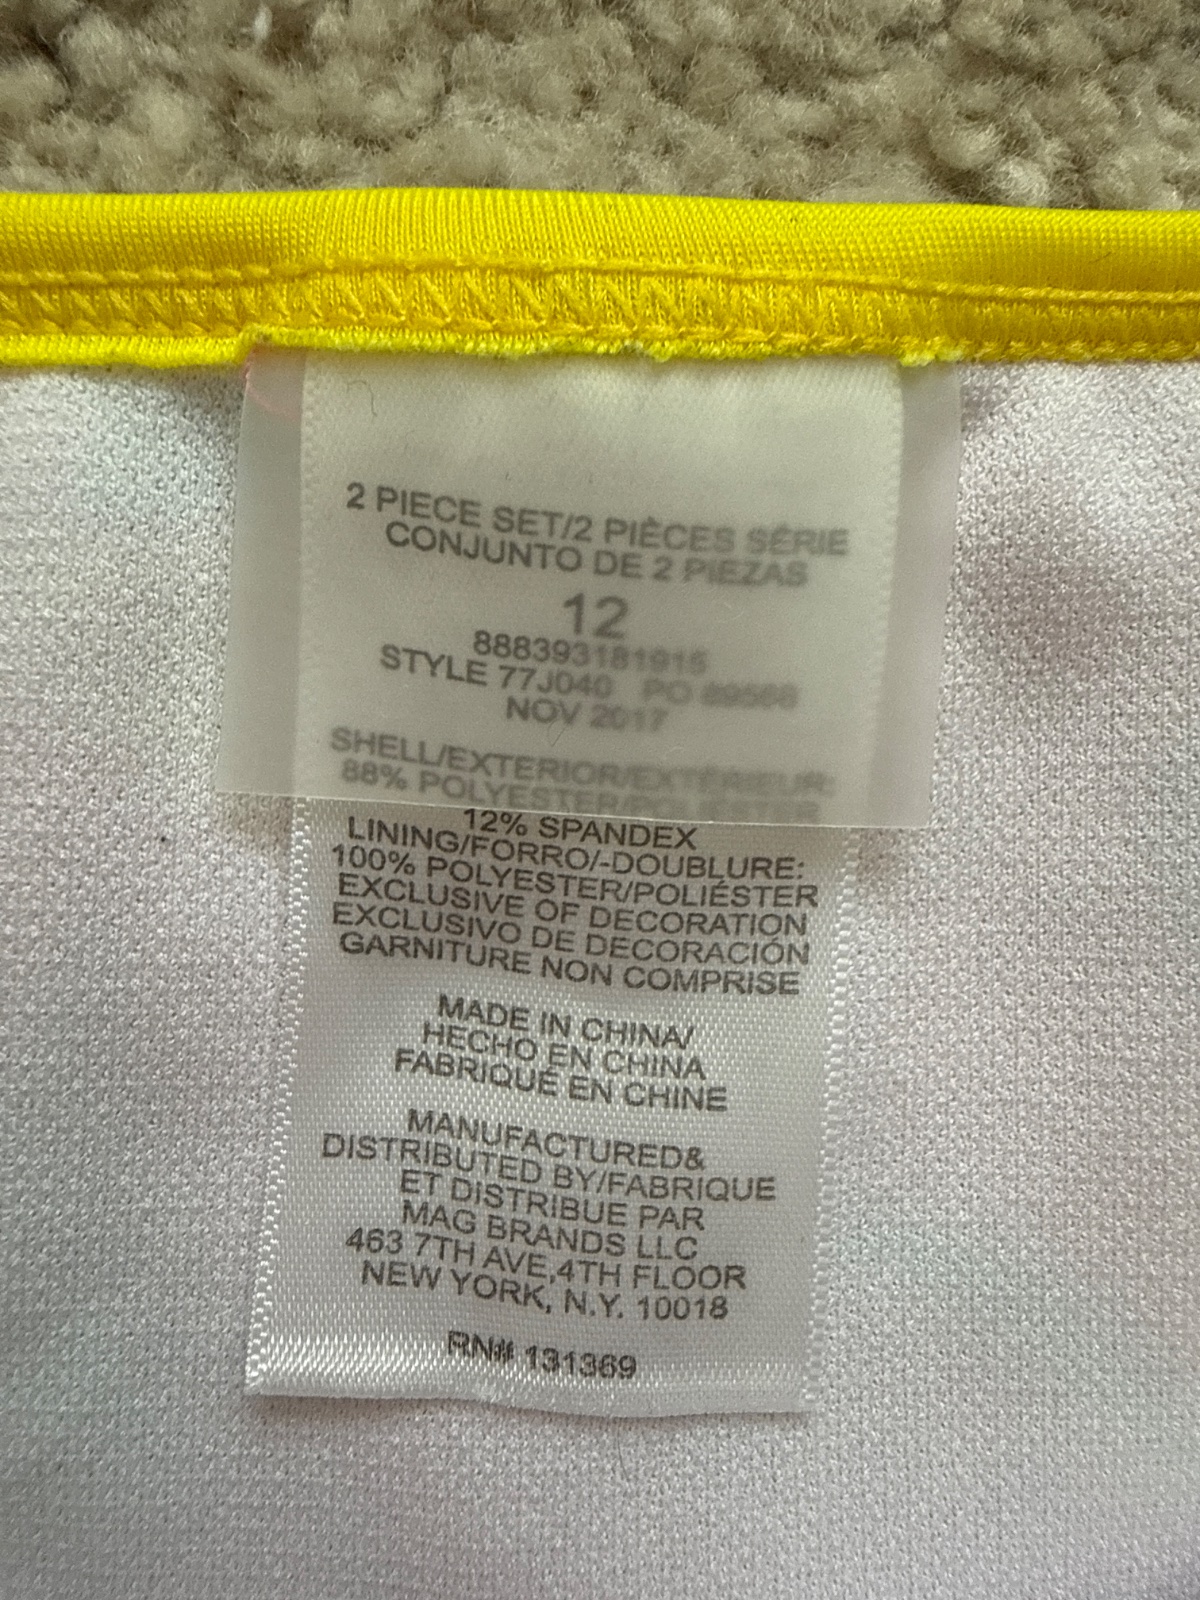 2 PIECE SET/2 PIÈCES SÉRIE
CONJUNTO DE 2 PIEZAS
12
888393181915
STYLE 77J040 PO 89568
NOV 2017
SHELL/EXTERIOR/EXTÉRIEUR:
88% POLYESTER/POLIÉSTER
12% SPANDEX
LINING/FORRO/-DOUBLURE:
100% POLYESTER/POLIÉSTER
EXCLUSIVE OF DECORATION
EXCLUSIVO DE DECORACIÓN
GARNITURE NON COMPRISE
MADE IN CHINA/
HECHO EN CHINA
FABRIQUÉ EN CHINE
MANUFACTURED&
DISTRIBUTED BY/FABRIQUE
ET DISTRIBUE PAR
MAG BRANDS LLC
463 7TH AVE,4TH FLOOR
NEW YORK, N.Y. 10018
RN# 131369